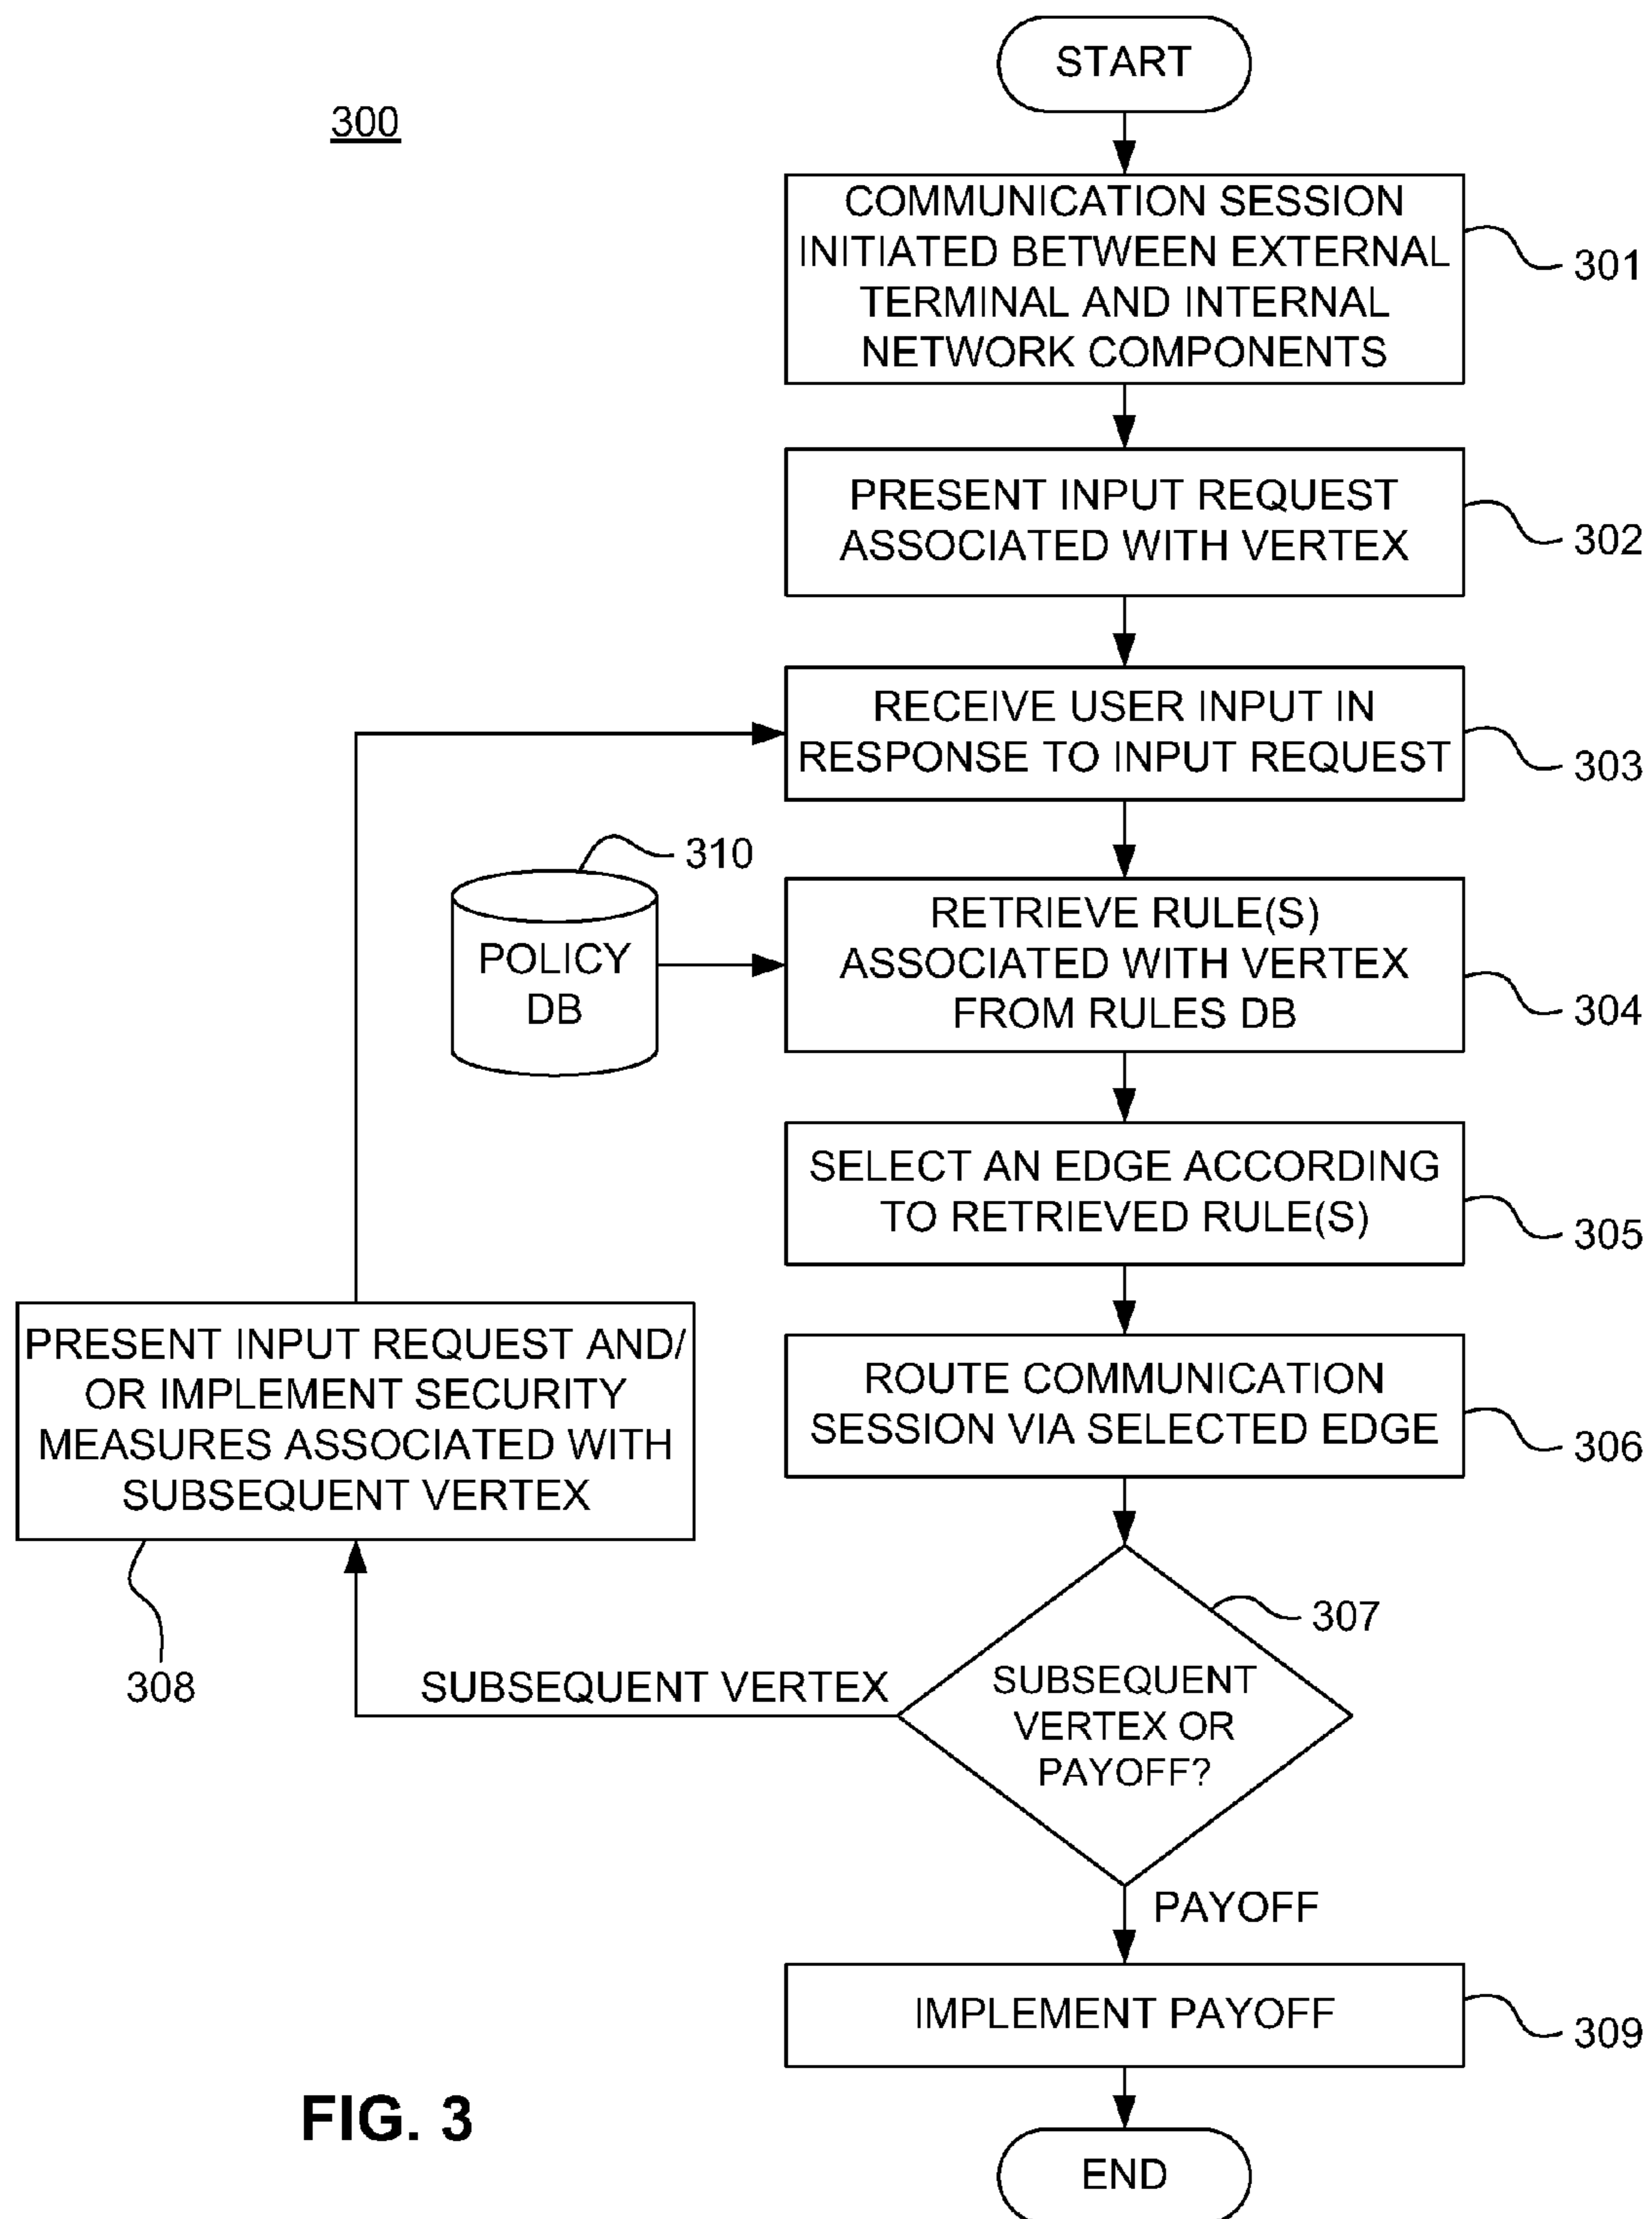 START
300
COMMUNICATION SESSION
INITIATED BETWEEN EXTERNAL
TERMINAL AND INTERNAL
NETWORK COMPONENTS
301
PRESENT INPUT REQUEST
ASSOCIATED WITH VERTEX
302
RECEIVE USER INPUT IN
RESPONSE TO INPUT REQUEST
303
310
POLICY
DB
RETRIEVE RULE(S)
ASSOCIATED WITH VERTEX
FROM RULES DB
304
SELECT AN EDGE ACCORDING
TO RETRIEVED RULE(S)
305
PRESENT INPUT REQUEST AND/
OR IMPLEMENT SECURITY
MEASURES ASSOCIATED WITH
SUBSEQUENT VERTEX
308
ROUTE COMMUNICATION
SESSION VIA SELECTED EDGE
306
307
SUBSEQUENT VERTEX
SUBSEQUENT
VERTEX OR
PAYOFF?
PAYOFF
IMPLEMENT PAYOFF
309
FIG. 3
END